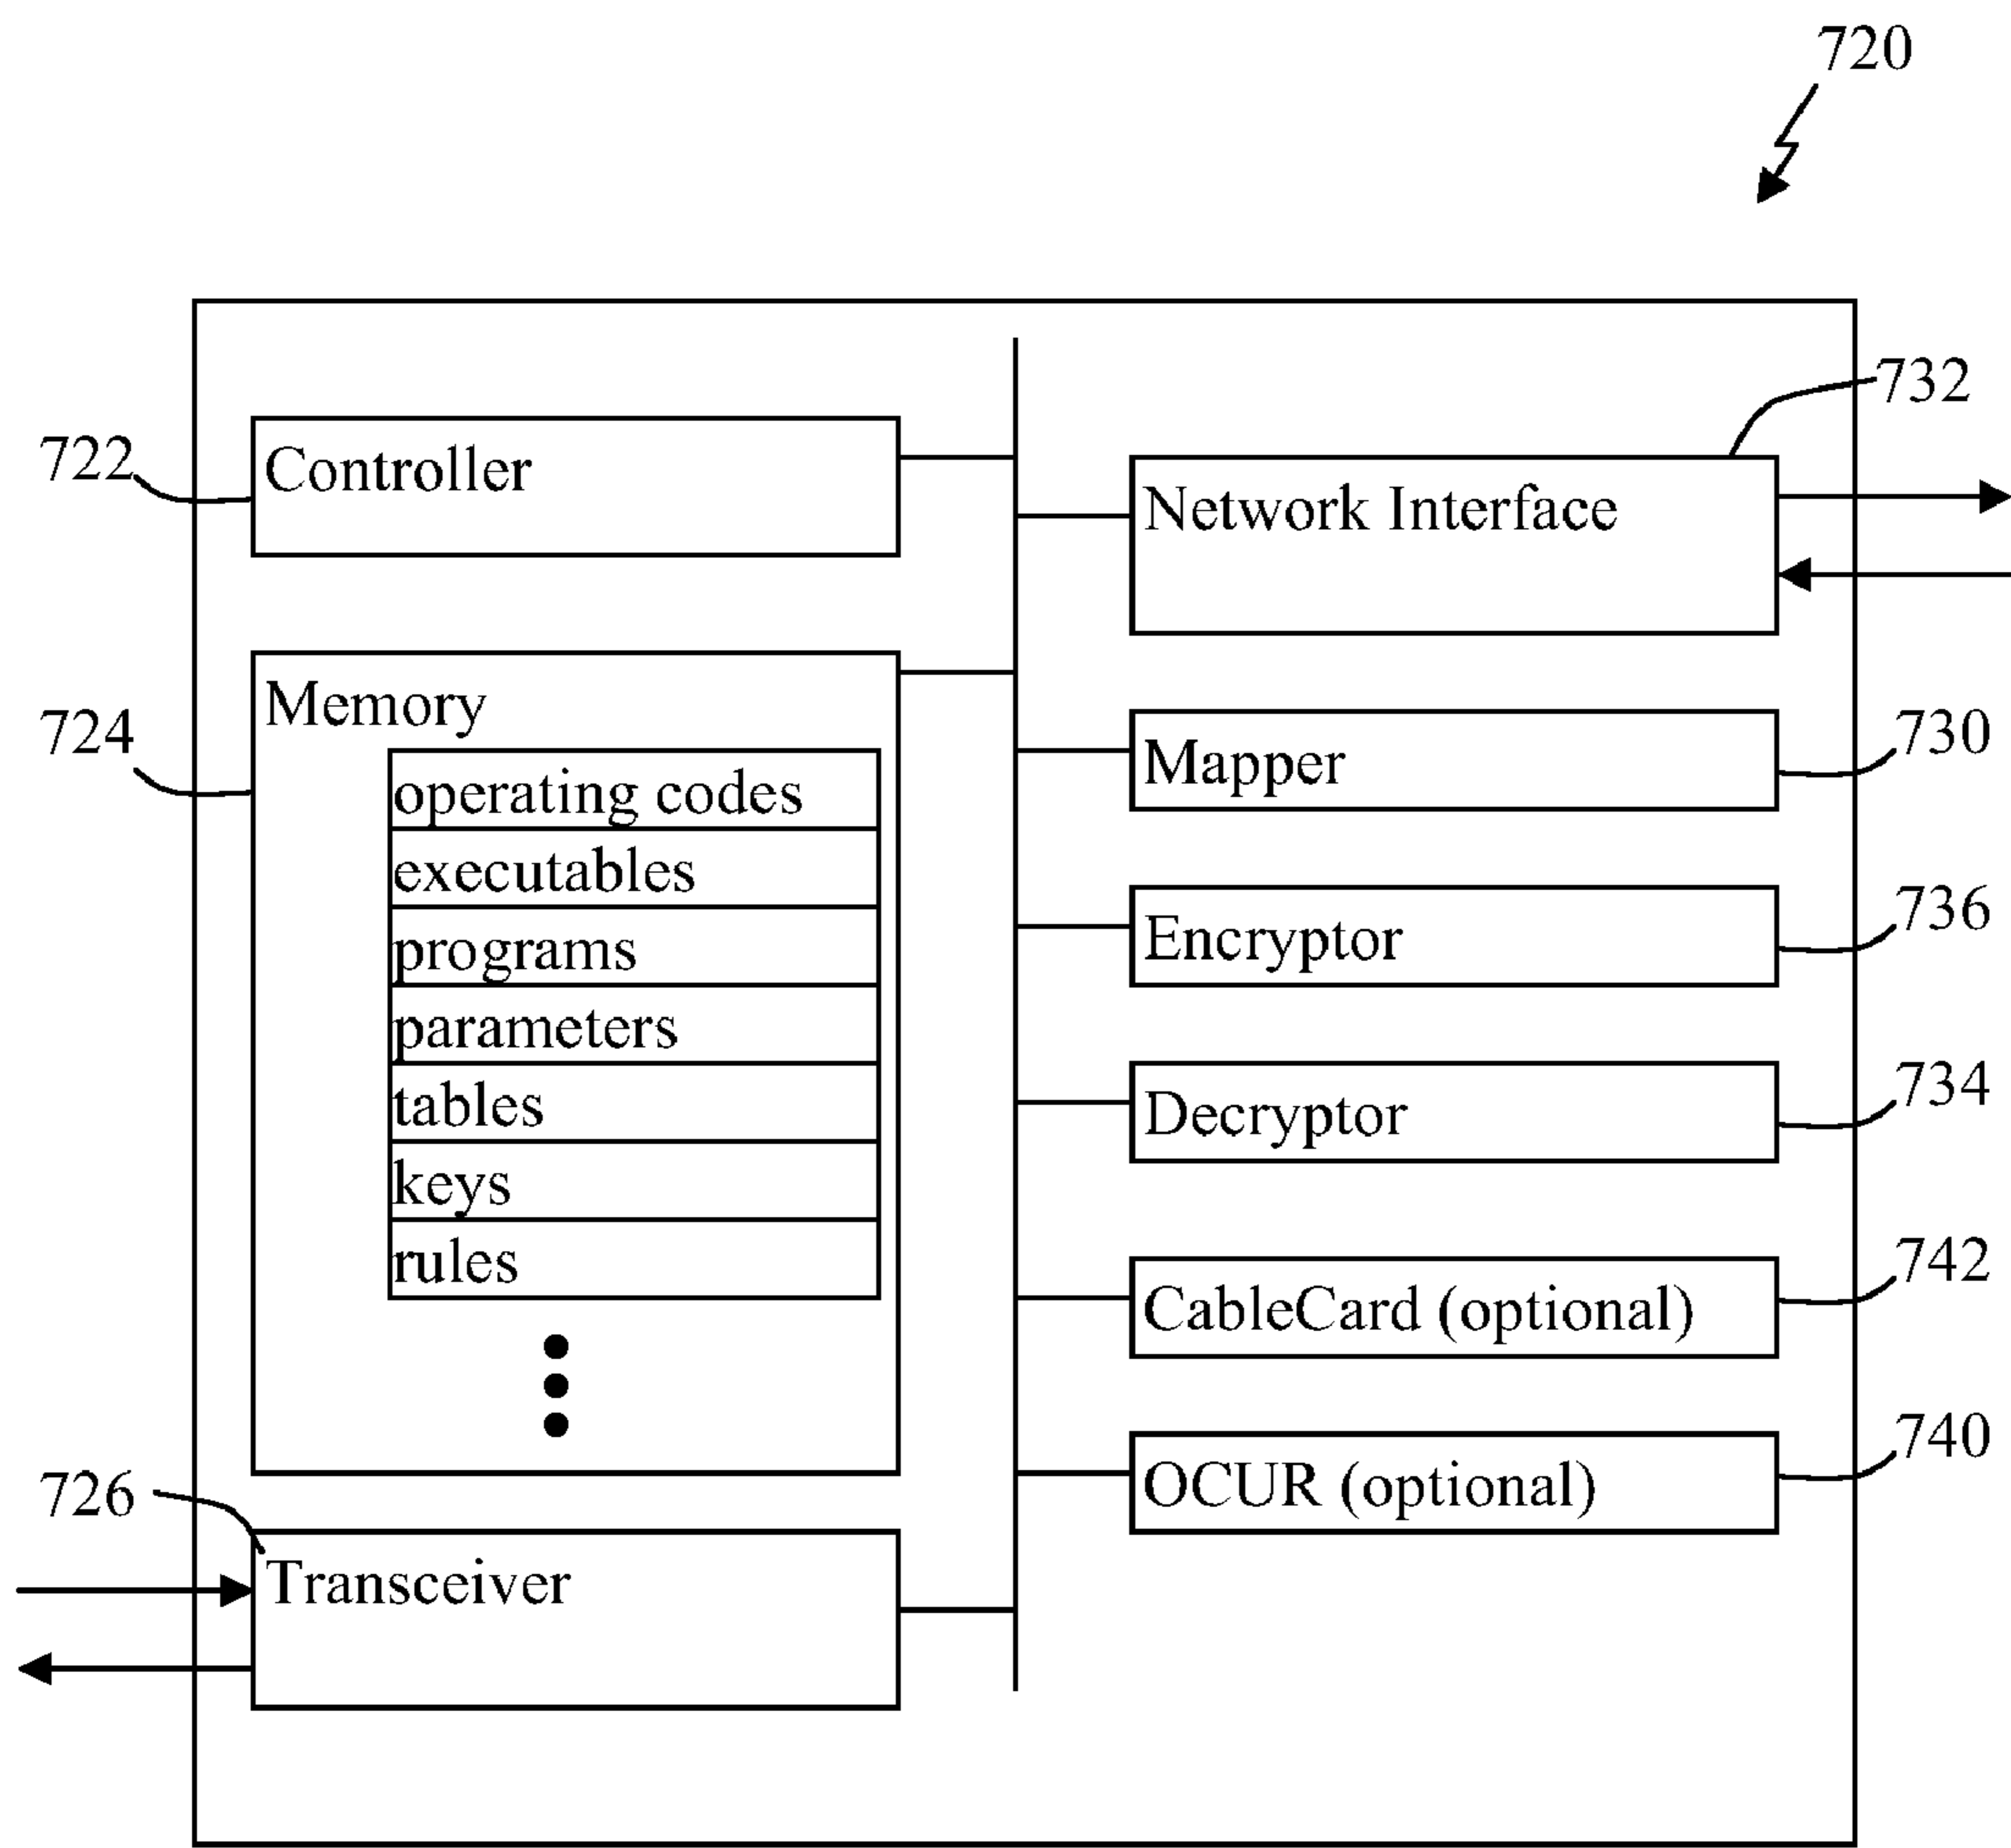 720
732
722
Controller
Network Interface
724
Memory
operating codes
executables
programs
parameters
tables
keys
rules
726
Transceiver
Mapper
730
Encryptor
736
Decryptor
734
CableCard (optional)
742
OCUR (optional)
740